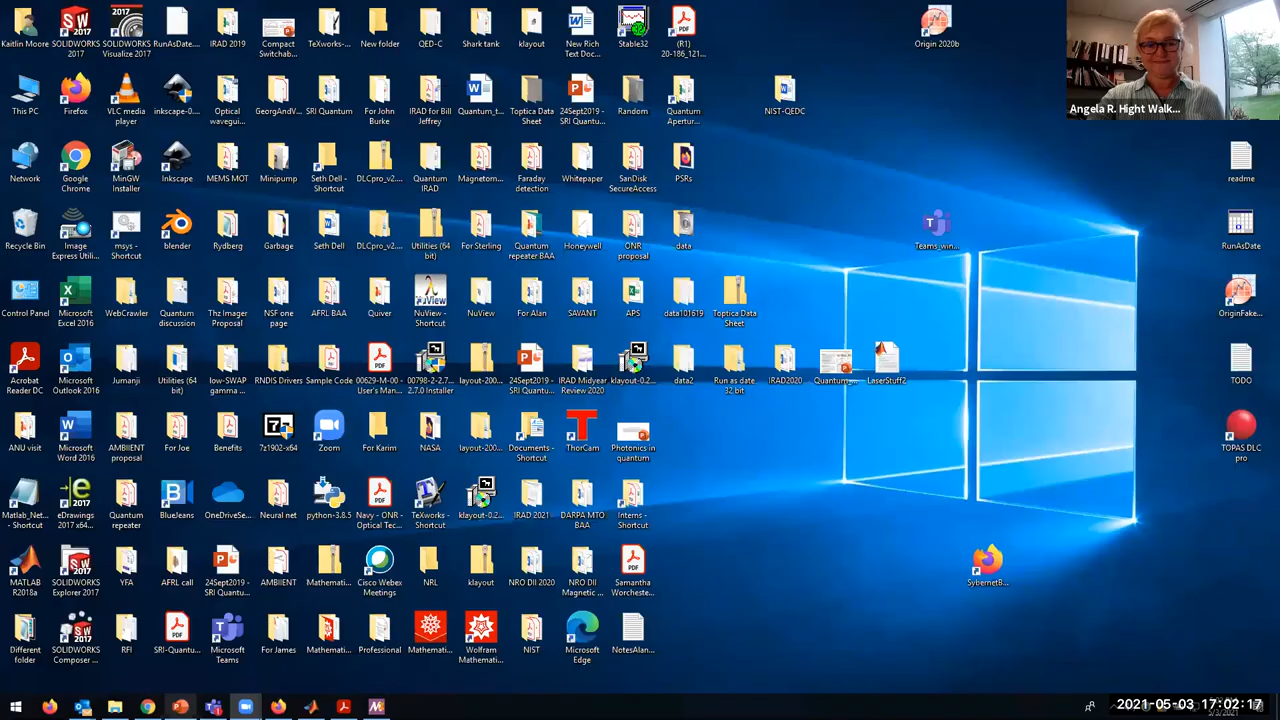 Kaitlin Moore
SOLIDWORKS
2017
SOLIDWORKS
Visualize 2017
RunAsDate....
IRAD 2019
Compact
Switchab...
TeXworks-...
New folder
QED-C
Shark tank
klayout
New Rich
Text Doc...
Stable32
(R1)
20-186_121...
Origin 2020b
Angela R. Hight Walk...
This PC
Firefox
VLC media
player
inkscape-0....
Optical
wavegui...
GeorgAndV...
SRI Quantum
For John
Burke
IRAD for Bill
Jeffrey
Quantum_t...
Toptica Data
Sheet
24Sept2019 -
SRI Quantu...
Random
Quantum
Apertur...
NIST-QEDC
Network
Google
Chrome
MinGW
Installer
Inkscape
MEMS MOT
Minipump
Seth Dell -
Shortcut
DLCpro_v2....
Quantum
IRAD
Magnetom...
Faraday
detection
Whitepaper
SanDisk
SecureAccess
PSRs
readme
Recycle Bin
Image
Express Utili...
msys -
Shortcut
blender
Rydberg
Garbage
Seth Dell
DLCpro_v2....
Utilities (64
bit)
For Sterling
Quantum
repeater BAA
Honeywell
ONR
proposal
data
Teams_win...
RunAsDate
Control Panel
Microsoft
Excel 2016
WebCrawler
Quantum
discussion
Thz Imager
Proposal
NSF one
page
AFRL BAA
Quiver
NuView -
Shortcut
NuView
For Alan
SAVANT
APS
data101619
Toptica Data
Sheet
OriginFake...
Acrobat
Reader DC
Microsoft
Outlook 2016
Jumanji
Utilities (64
bit)
low-SWAP
gamma ...
RNDIS Drivers
Sample Code
00629-M-00 -
User's Man...
00798-2-2.7...
2.7.0 Installer
layout-200...
24Sept2019 -
SRI Quantu...
IRAD Midyear
Review 2020
klayout-0.2...
data2
Run as date
32 bit
IRAD2020
Quantum_...
LaserStuff2
TODO
ANU visit
Microsoft
Word 2016
AMBIIENT
proposal
For Joe
Benefits
7z1902-x64
Zoom
For Karim
NASA
layout-200...
Documents -
Shortcut
ThorCam
Photonics in
quantum
TOPAS DLC
pro
Matlab_Net...
- Shortcut
eDrawings
2017 x64...
Quantum
repeater
BlueJeans
OneDriveSe...
Neural net
python-3.8.5
Navy - ONR -
Optical Tec...
TeXworks -
Shortcut
klayout-0.2...
IRAD 2021
DARPA MTO
BAA
Interns -
Shortcut
MATLAB
R2018a
SOLIDWORKS
Explorer 2017
YFA
AFRL call
24Sept2019 -
SRI Quantu...
AMBIIENT
Mathemati...
Cisco Webex
Meetings
NRL
klayout
NRO DII 2020
NRO DII
Magnetic ...
Samantha
Worcheste...
SybernetB...
Different
folder
SOLIDWORKS
Composer ...
RFI
SRI-Quantu...
Microsoft
Teams
For James
Mathemati...
Professional
Mathemati...
Wolfram
Mathemati...
NIST
Microsoft
Edge
NotesAlan...
2021-05-03 17:02:17